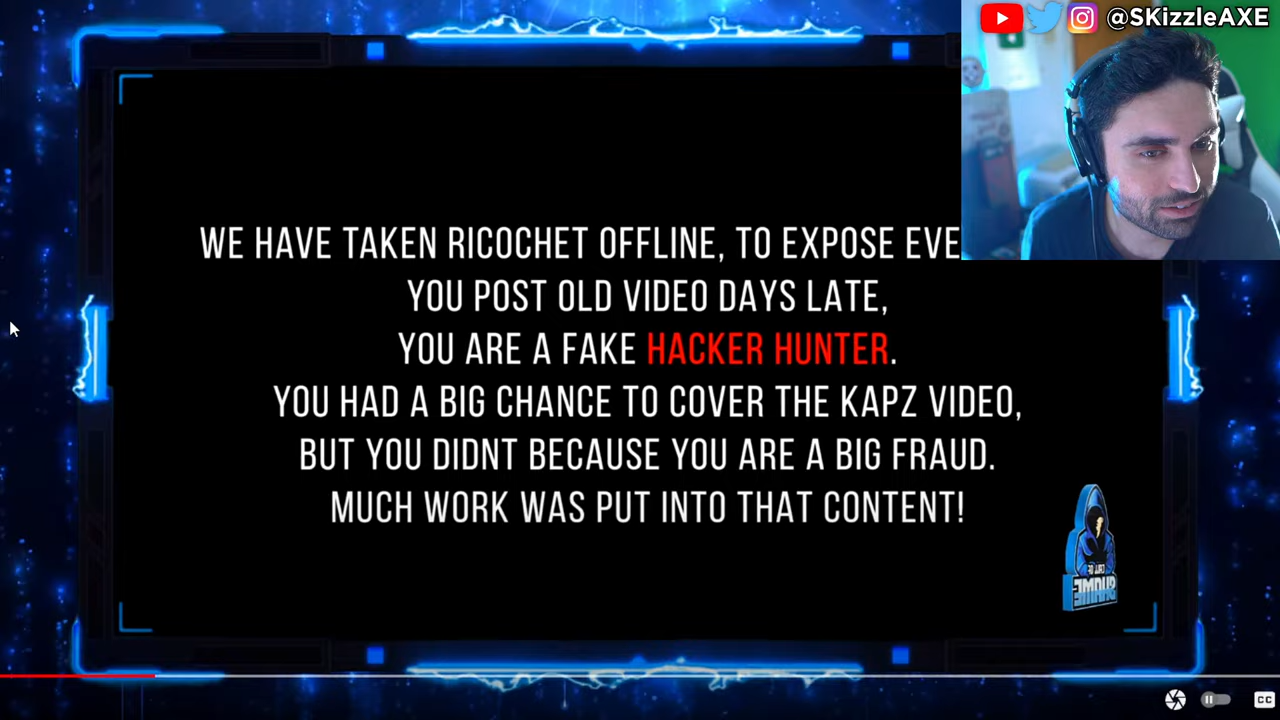 @SKizzleAXE
WE HAVE TAKEN RICOCHET OFFLINE, TO EXPOSE
YOU POST OLD VIDEO DAYS LATE,
YOU ARE A FAKE HACKER HUNTER.
YOU HAD A BIG CHANCE TO COVER THE KAPZ VIDEO,
BUT YOU DIDNT BECAUSE YOU ARE A BIG FRAUD.
MUCH WORK WAS PUT INTO THAT CONTENT!
CC